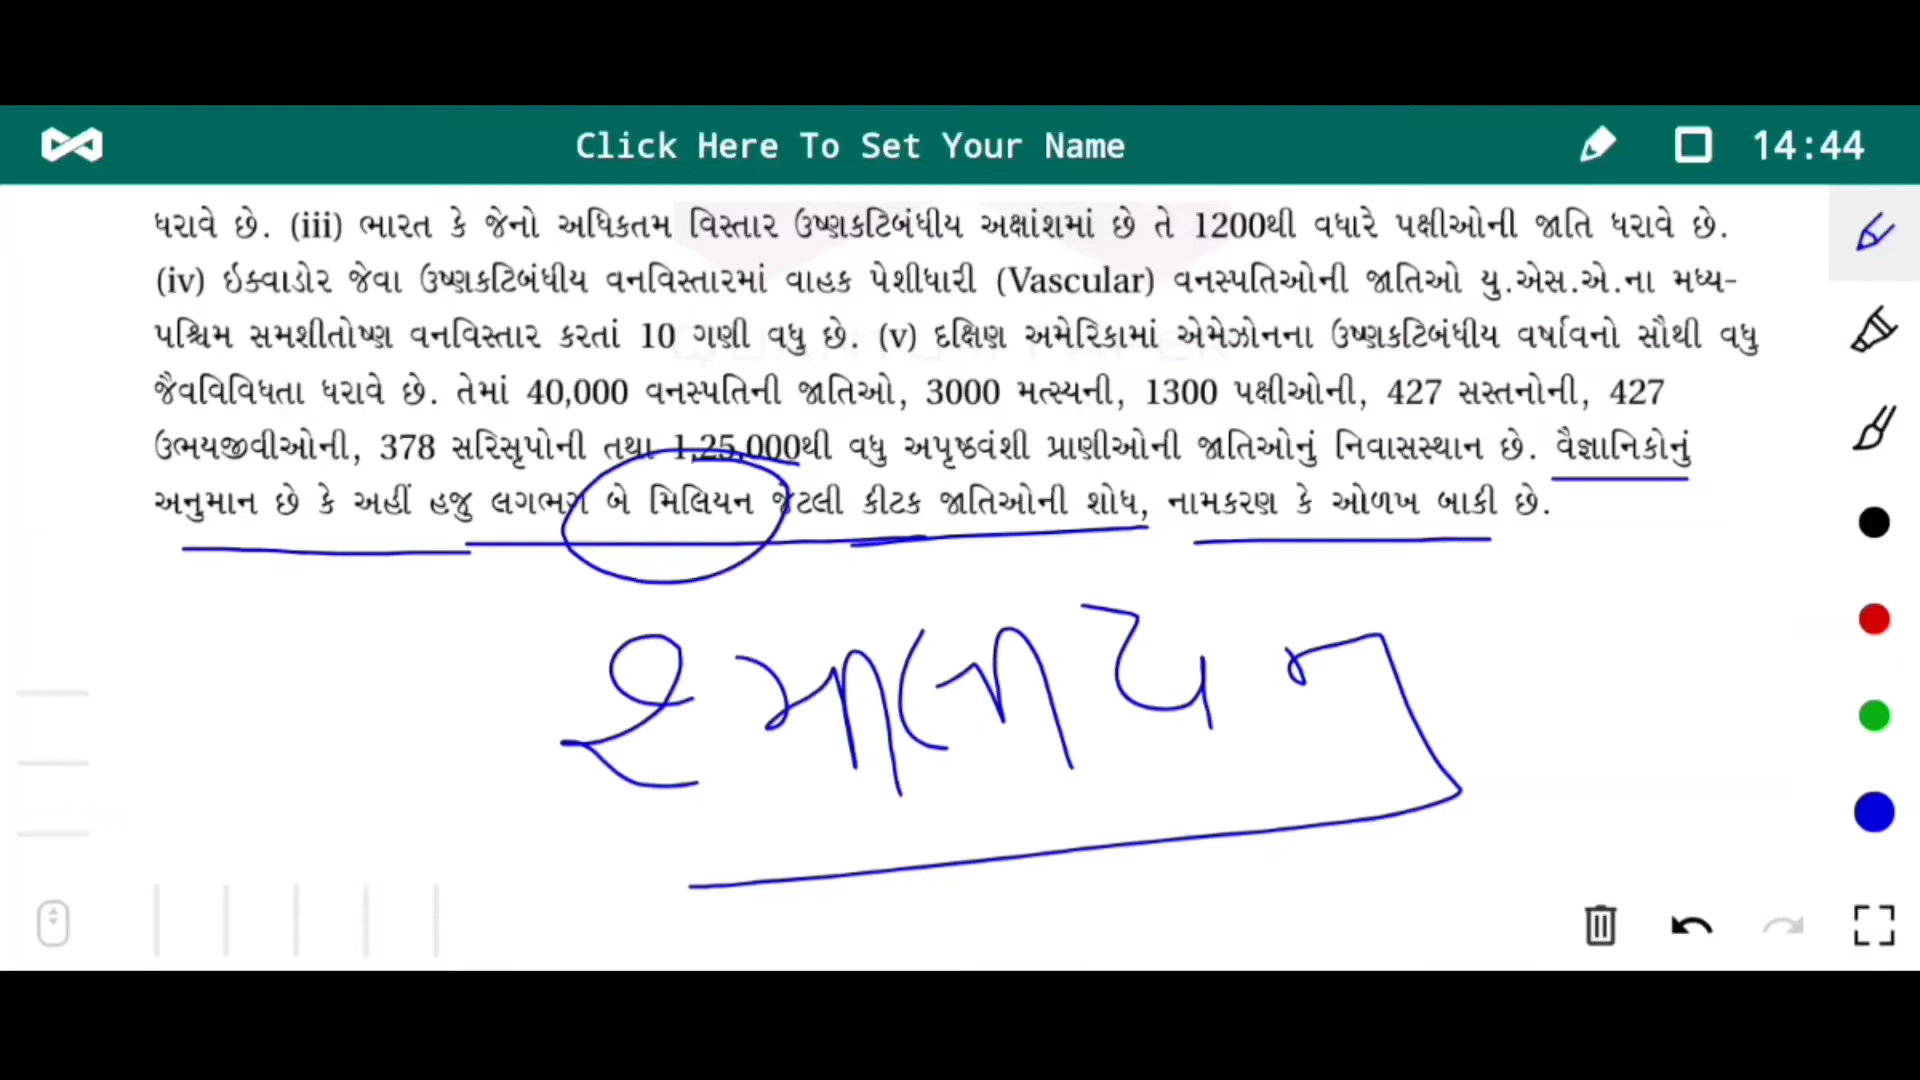 Click Here To Set Your Name
14:44
ધરાવે છે. (iii) ભારત કે જેનો અધિકતમ વિસ્તાર ઉષ્ણકટિબંધીય અક્ષાંશમાં છે તે 1200થી વધારે પક્ષીઓની જાતિ ધરાવે છે.
(iv) ઇક્વાડોર જેવા ઉષ્ણકટિબંધીય વનવિસ્તારમાં વાહક પેશીધારી (Vascular) વનસ્પતિઓની જાતિઓ યુ.એસ.એ.ના મધ્ય-
પશ્ચિમ સમશીતોષ્ણ વનવિસ્તાર કરતાં 10 ગણી વધુ છે. (v) દક્ષિણ અમેરિકામાં એમેઝોનના ઉષ્ણકટિબંધીય વર્ષાવનો સૌથી વધુ
જૈવવિવિધતા ધરાવે છે. તેમાં 40,000 વનસ્પતિની જાતિઓ, 3000 મત્સ્યની, 1300 પક્ષીઓની, 427 સસ્તનોની, 427
ઉભયજીવીઓની, 378 સરિસૃપોની તથા 1,25,000થી વધુ અપૃષ્ઠવંશી પ્રાણીઓની જાતિઓનું નિવાસસ્થાન છે. વૈજ્ઞાનિકોનું
અનુમાન છે કે અહીં હજુ લગભગ બે મિલિયન જેટલી કીટક જાતિઓની શોધ, નામકરણ કે ઓળખ બાકી છે.